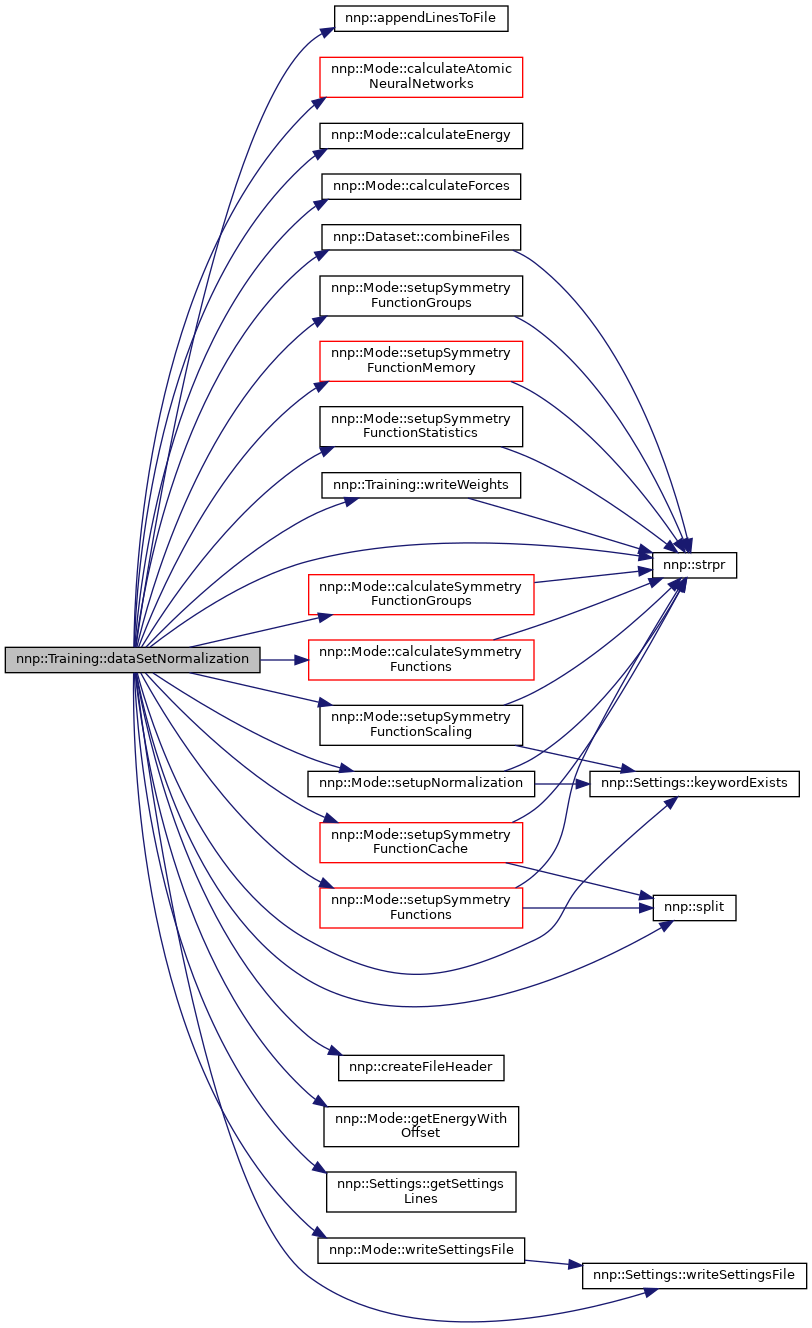 nnp::appendLinesToFile
nnp::Mode::calculateAtomic
NeuralNetworks
nnp::Mode::calculateEnergy
nnp::Mode::calculateForces
nnp::Dataset::combineFiles
nnp::Mode::setupSymmetry
FunctionGroups
nnp::Mode::setupSymmetry
FunctionMemory
nnp::Mode::setupSymmetry
FunctionStatistics
nnp::Training::writeWeights
nnp::strpr
nnp::Mode::calculateSymmetry
FunctionGroups
nnp::Training::dataSetNormalization
nnp::Mode::calculateSymmetry
Functions
nnp::Mode::setupSymmetry
FunctionScaling
nnp::Mode::setupNormalization
nnp::Settings::keywordExists
nnp::Mode::setupSymmetry
FunctionCache
nnp::Mode::setupSymmetry
Functions
nnp::split
nnp::createFileHeader
nnp::Mode::getEnergyWith
Offset
nnp::Settings::getSettings
Lines
nnp::Mode::writeSettingsFile
nnp::Settings::writeSettingsFile